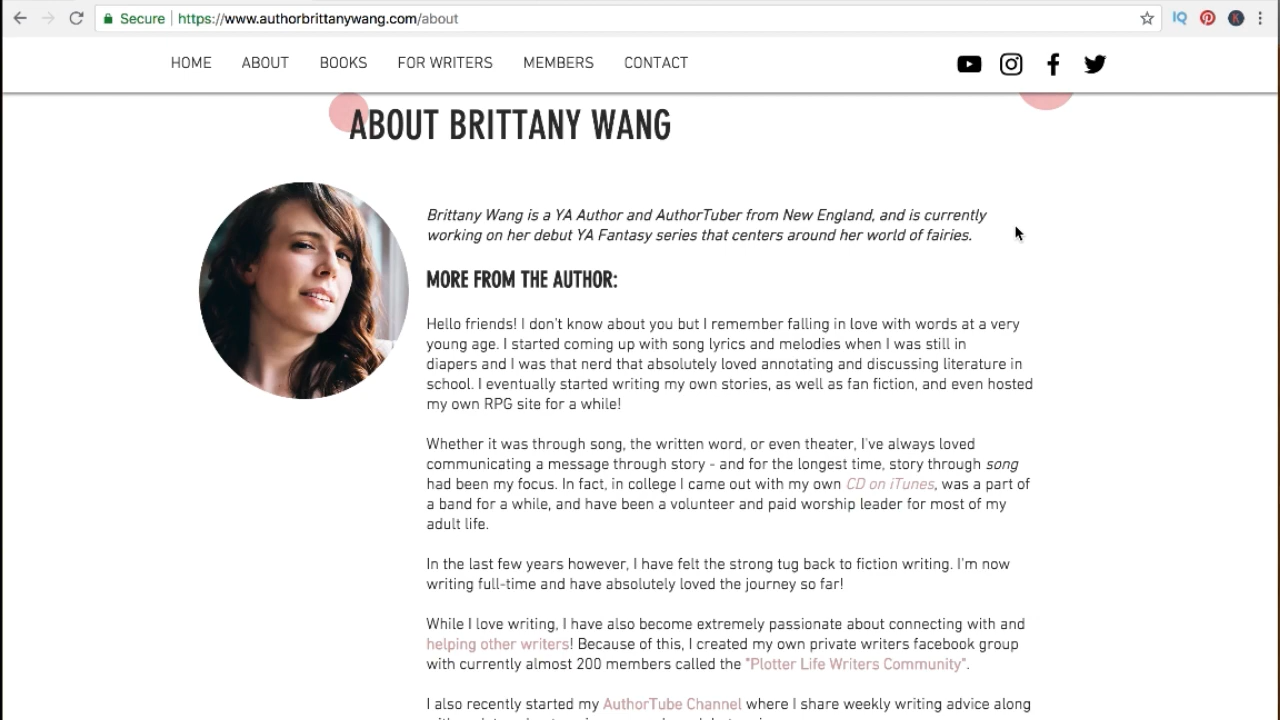 Secure | https://www.authorbrittanywang.com/about
HOME ABOUT BOOKS FOR WRITERS MEMBERS CONTACT
ABOUT BRITTANY WANG
Brittany Wang is a YA Author and AuthorTuber from New England, and is currently
working on her debut YA Fantasy series that centers around her world of fairies.
MORE FROM THE AUTHOR:
Hello friends! I don't know about you but I remember falling in love with words at a very
young age. I started coming up with song lyrics and melodies when I was still in
diapers and I was that nerd that absolutely loved annotating and discussing literature in
school. I eventually started writing my own stories, as well as fan fiction, and even hosted
my own RPG site for a while!
Whether it was through song, the written word, or even theater, I've always loved
communicating a message through story - and for the longest time, story through song
had been my focus. In fact, in college I came out with my own CD on iTunes, was a part of
a band for a while, and have been a volunteer and paid worship leader for most of my
adult life.
In the last few years however, I have felt the strong tug back to fiction writing. I'm now
writing full-time and have absolutely loved the journey so far!
While I love writing, I have also become extremely passionate about connecting with and
helping other writers! Because of this, I created my own private writers facebook group
with currently almost 200 members called the "Plotter Life Writers Community".
I also recently started my AuthorTube Channel where I share weekly writing advice along